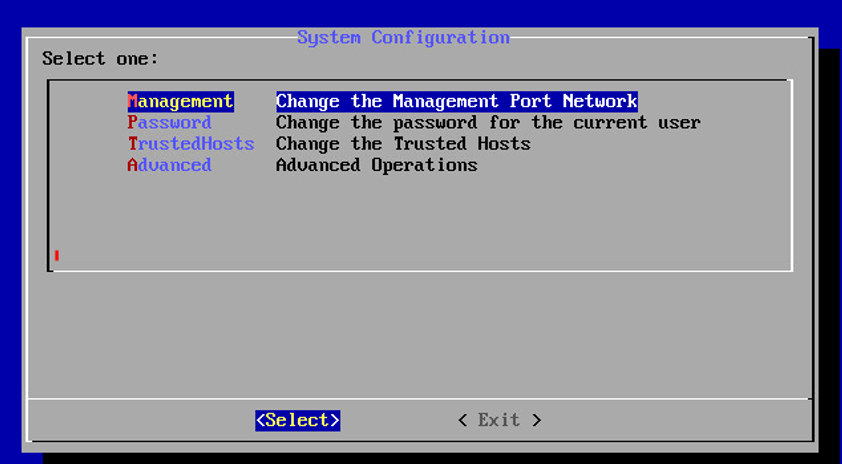 System Configuration
Select one:
Management Change the Management Port Network
Password Change the password for the current user
TrustedHosts Change the Trusted Hosts
Advanced Advanced Operations
<Select> < Exit >